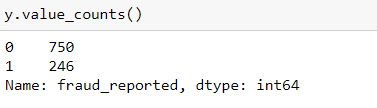 y.value_counts()
0    750
1    246
Name: fraud_reported, dtype: int64